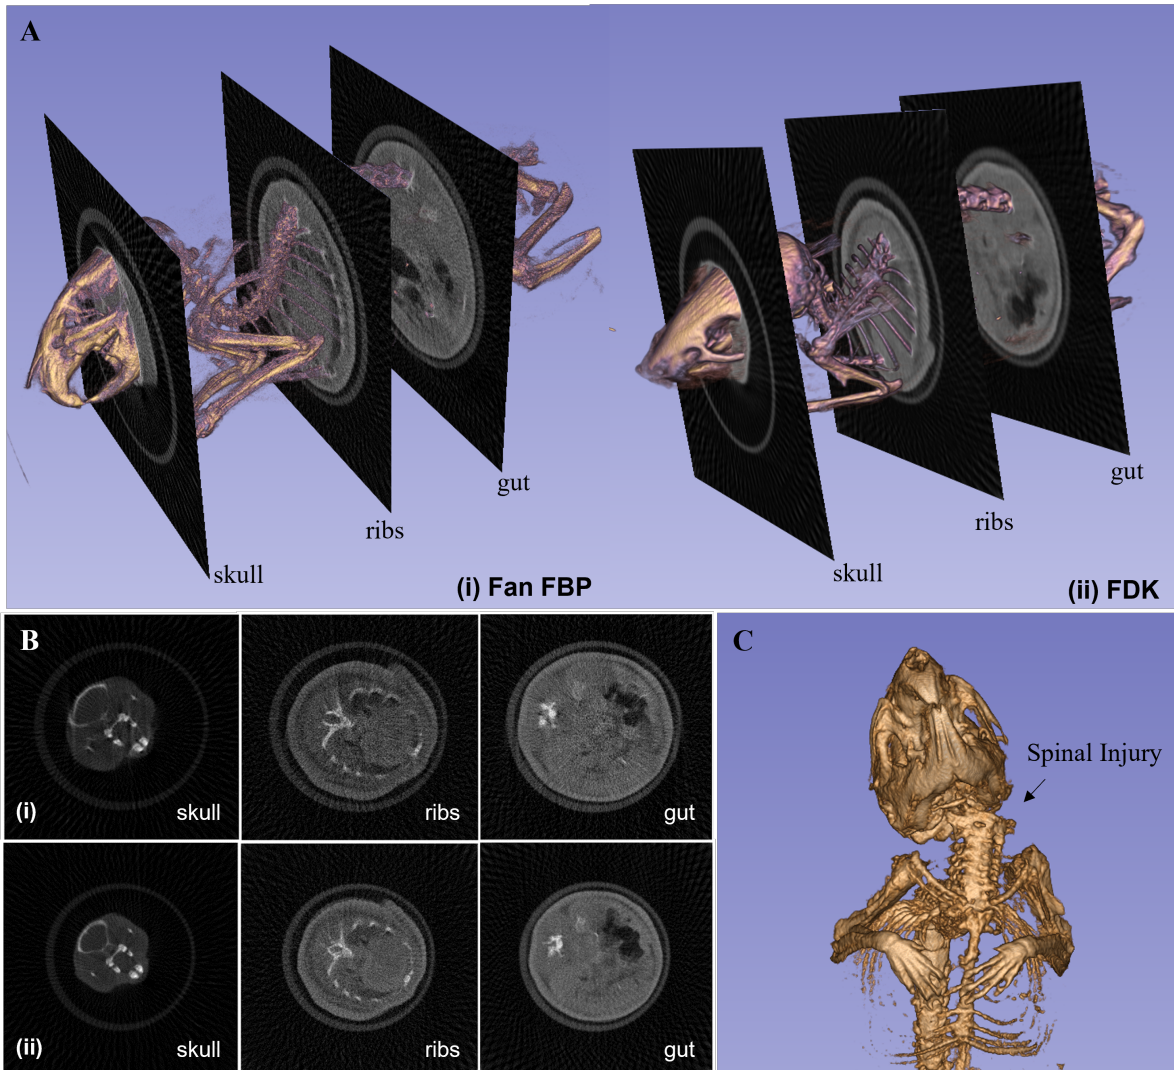 A
skull
ribs
gut
(i) Fan FBP
skull
ribs
gut
(ii) FDK
B
(i)
skull
ribs
gut
(ii)
skull
ribs
gut
C
Spinal Injury